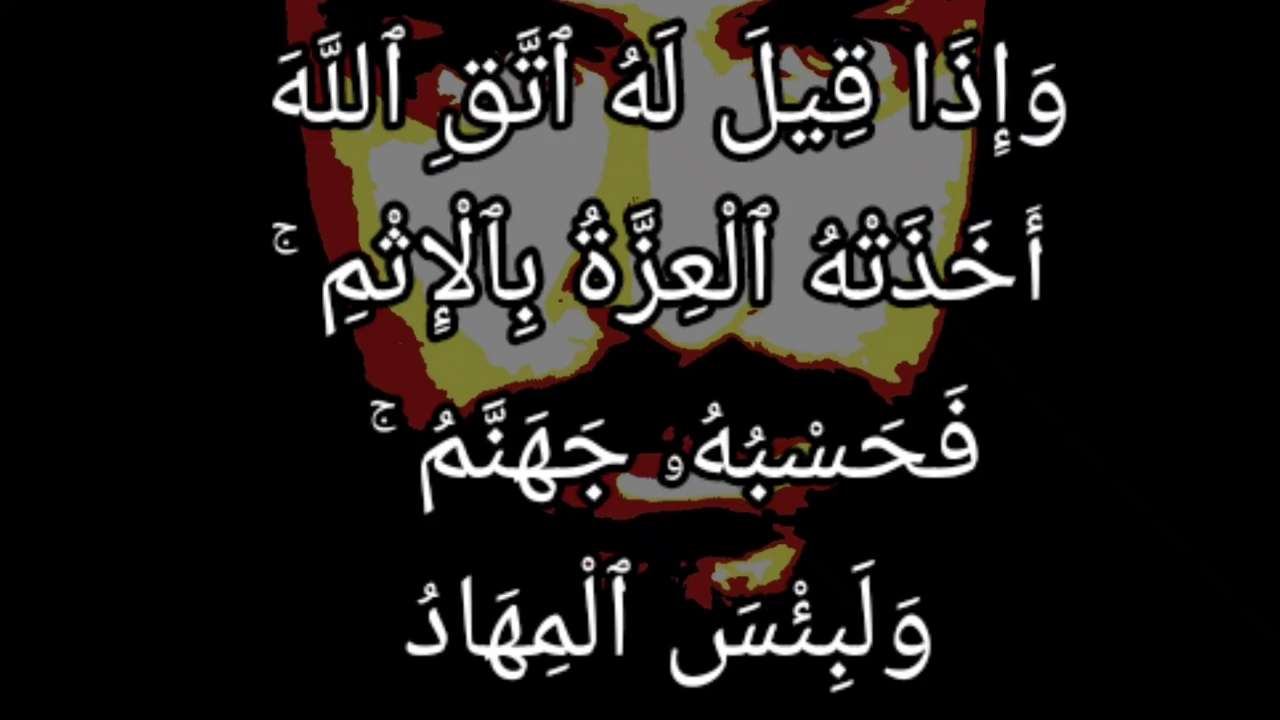 وَإِذَا قِيلَ لَهُ ٱتَّقِ ٱللَّهَ
أَخَذَتْهُ ٱلْعِزَّةُ بِٱلْإِثْمِ ۚ
فَحَسْبُهُۥ جَهَنَّمُ ۚ
وَلَبِئْسَ ٱلْمِهَادُ